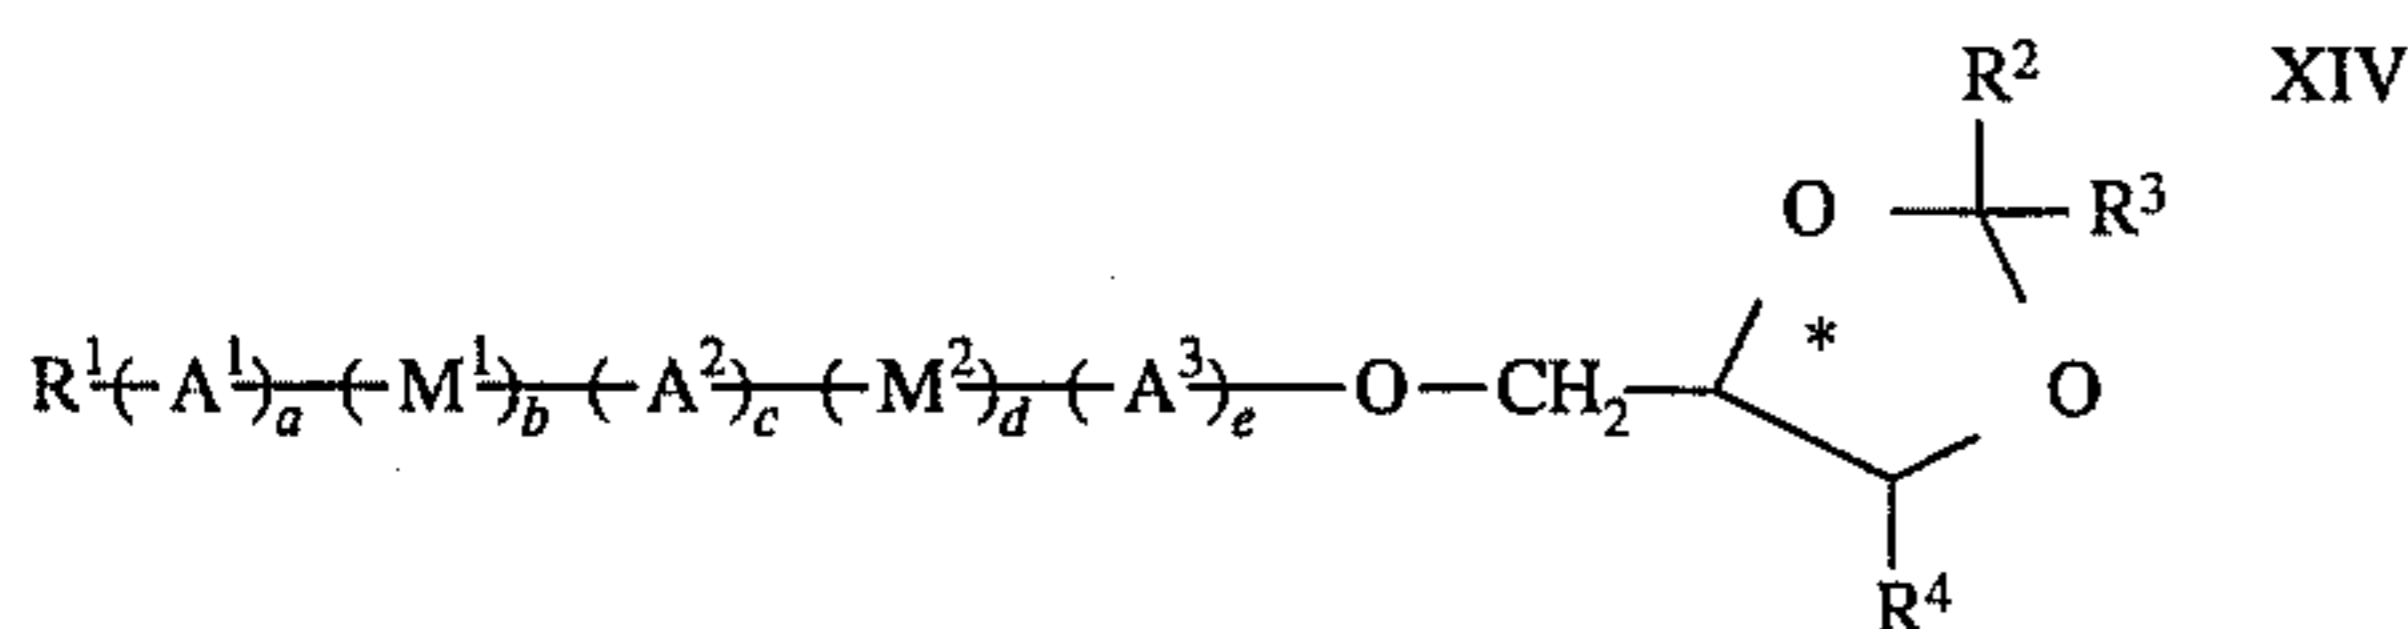 R² XIV
O R³
*
R¹(A¹)a(M¹)b(A²)c(M²)d(A³)e—O—CH₂ O
R⁴